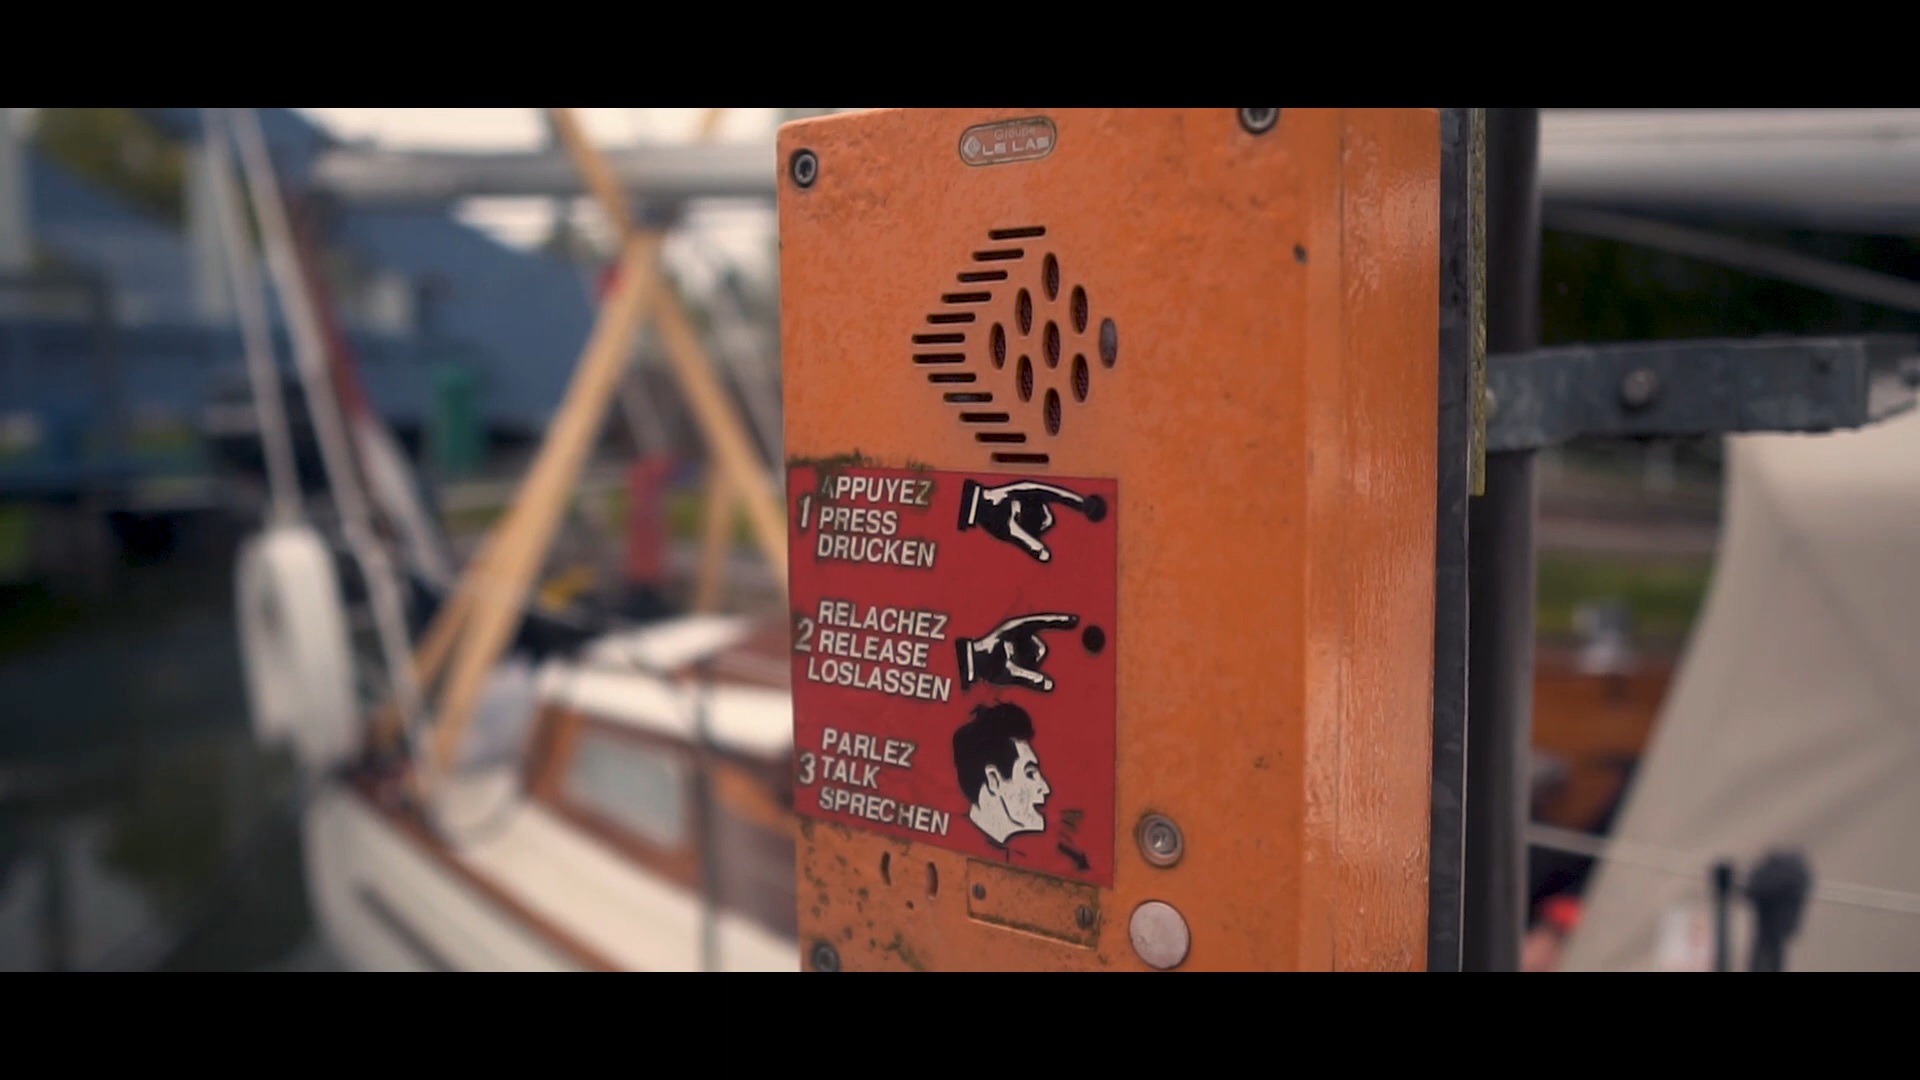 Groupe
LE LAS
1 APPUYEZ
PRESS
DRUCKEN
2 RELACHEZ
RELEASE
LOSLASSEN
3 PARLEZ
TALK
SPRECHEN